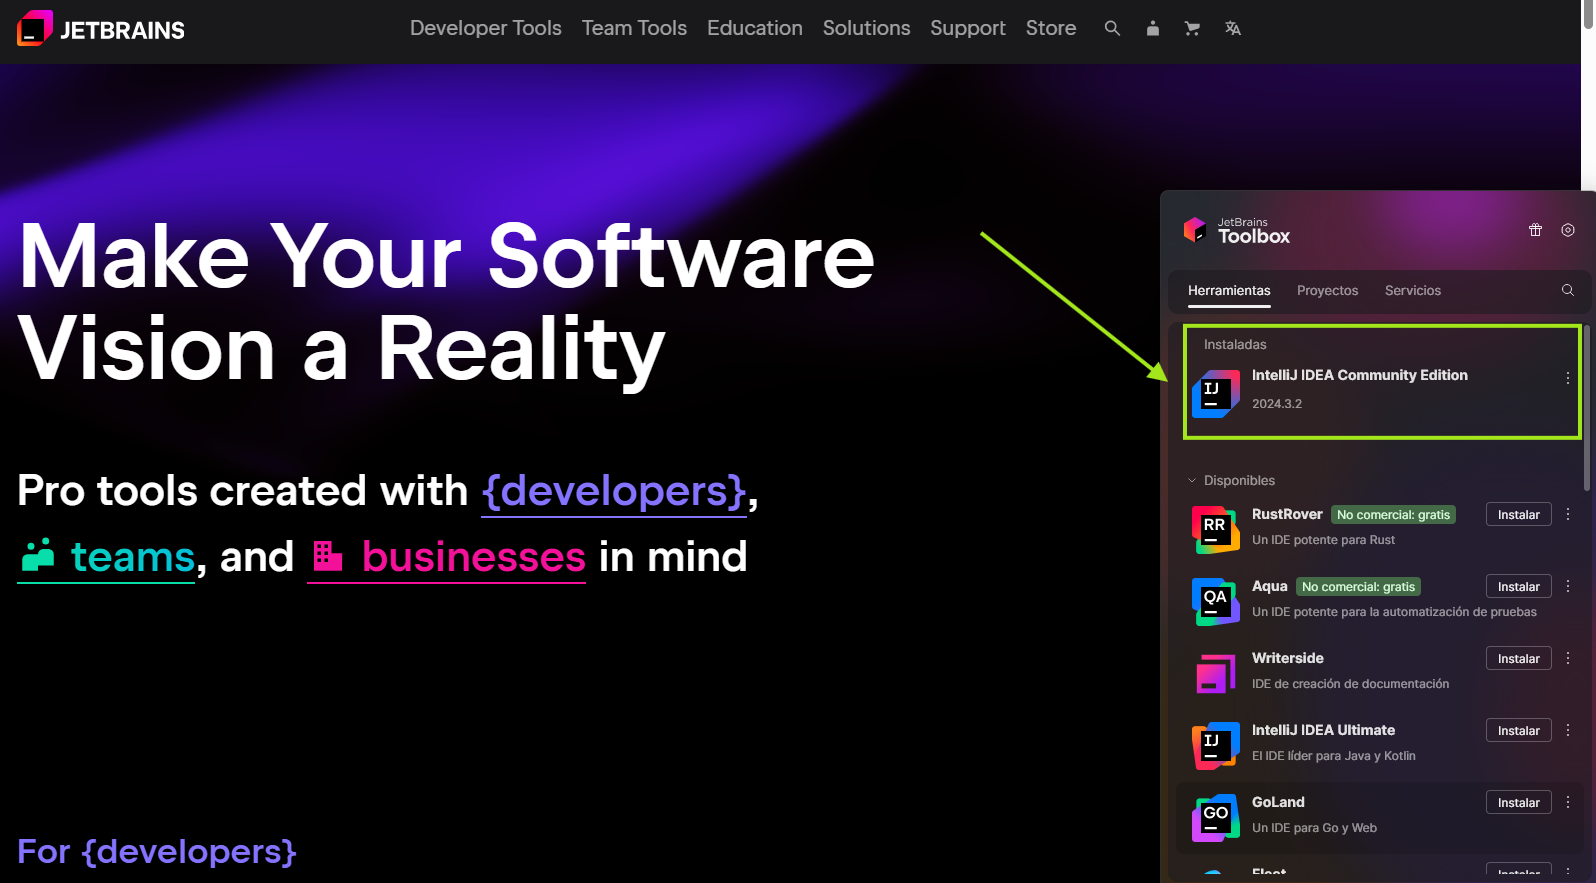 JETBRAINS
Developer Tools Team Tools Education Solutions Support Store
Make Your Software
Vision a Reality
Pro tools created with {developers},
teams, and businesses in mind
For {developers}
JetBrains
Toolbox
Herramientas Proyectos Servicios
Instaladas
IJ
IntelliJ IDEA Community Edition
2024.3.2
Disponibles
RR
RustRover No comercial: gratis Instalar
Un IDE potente para Rust
QA
Aqua No comercial: gratis Instalar
Un IDE potente para la automatización de pruebas
Writerside Instalar
IDE de creación de documentación
IJ
IntelliJ IDEA Ultimate Instalar
El IDE líder para Java y Kotlin
GO
GoLand Instalar
Un IDE para Go y Web
Instalar